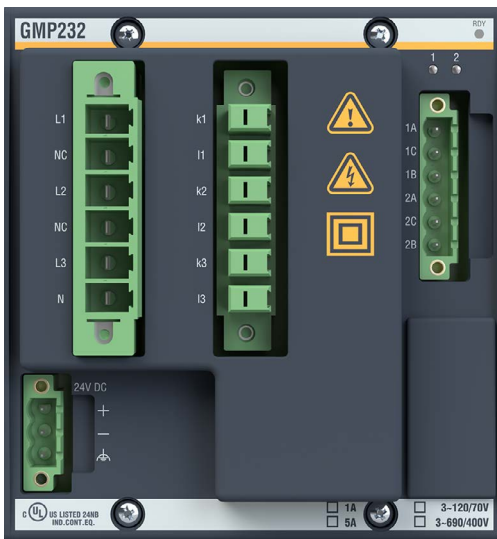 GMP232
RDY
1 2
L1
NC
L2
NC
L3
N
k1
l1
k2
l2
k3
l3
1A
1C
1B
2A
2C
2B
24V DC
+
–
c UL US LISTED 24NB
IND.CONT.EQ.
1A
5A
3~120/70V
3~690/400V